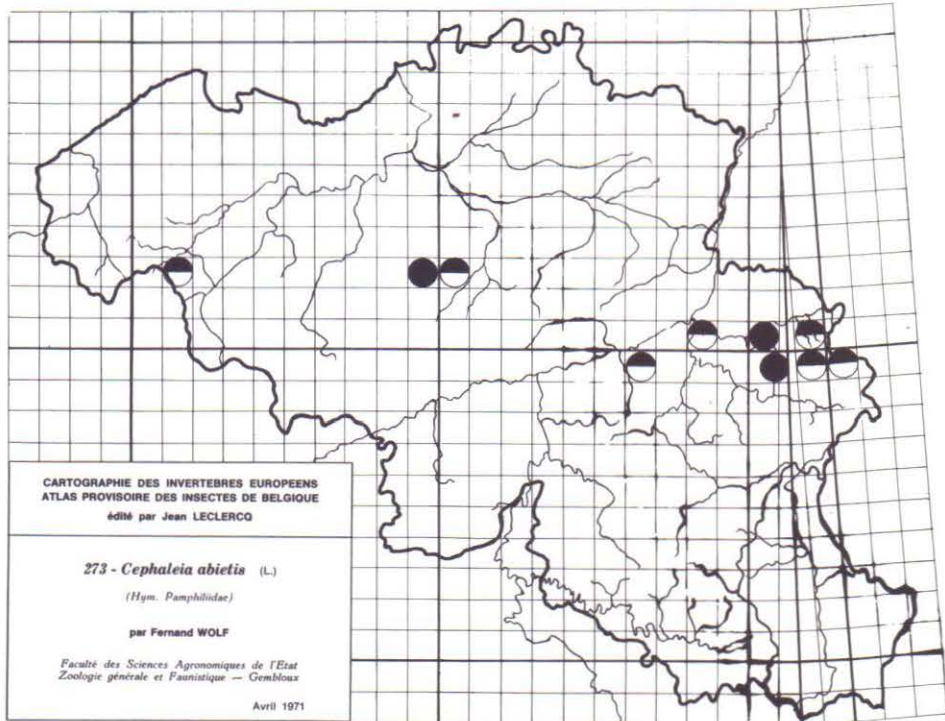 CARTOGRAPHIE DES INVERTEBRES EUROPEENS
ATLAS PROVISOIRE DES INSECTES DE BELGIQUE
édité par Jean LECLERCQ
273 - Cephaleia abietis (L.)
(Hym. Pamphiliidae)
par Fernand WOLF
Faculté des Sciences Agronomiques de l'Etat
Zoologie générale et Faunistique — Gembloux
Avril 1971